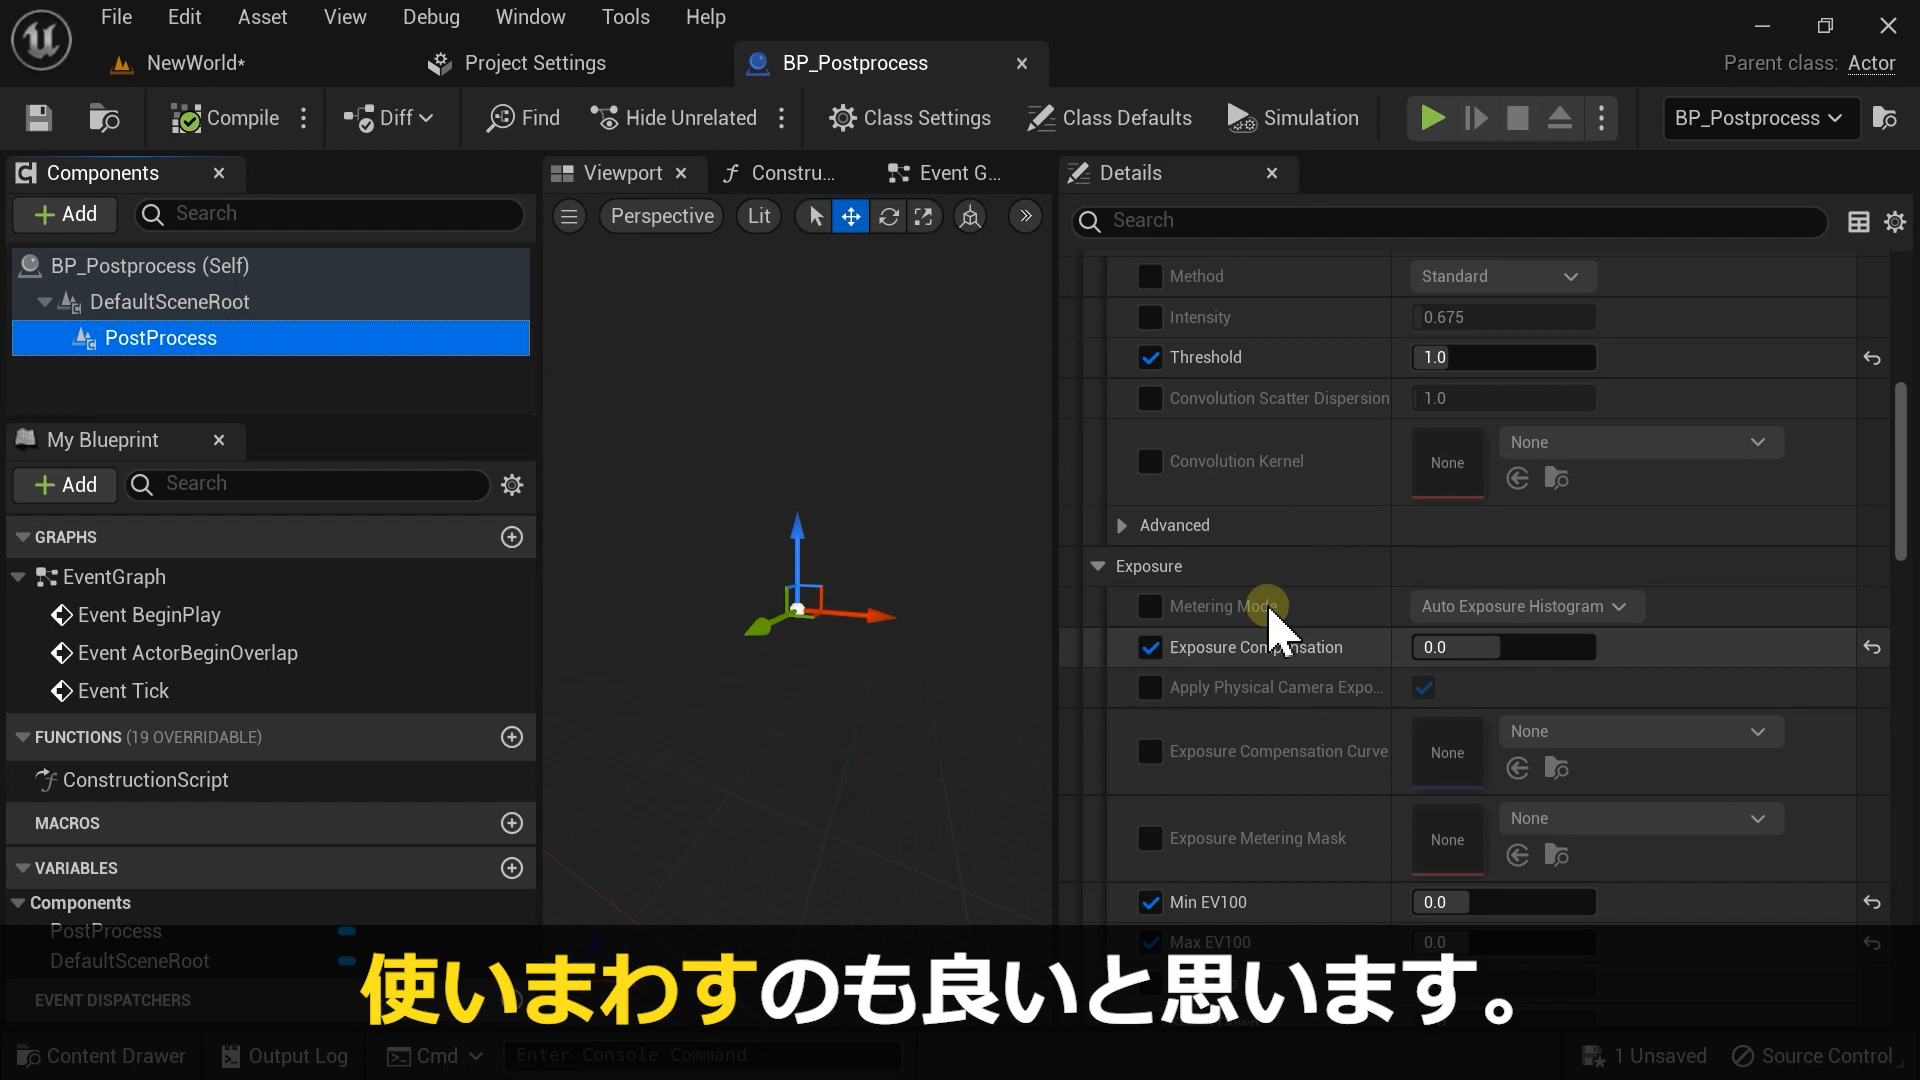 File Edit Asset View Debug Window Tools Help
NewWorld* Project Settings BP_Postprocess
Parent class: Actor
Compile Diff Find Hide Unrelated Class Settings Class Defaults Simulation BP_Postprocess
Components
Add Search
BP_Postprocess (Self)
DefaultSceneRoot
PostProcess
My Blueprint
Add Search
GRAPHS
EventGraph
Event BeginPlay
Event ActorBeginOverlap
Event Tick
FUNCTIONS (19 OVERRIDABLE)
ConstructionScript
MACROS
VARIABLES
Components
PostProcess
DefaultSceneRoot
EVENT DISPATCHERS
Viewport Constru... Event G...
Perspective Lit
Details
Search
Method Standard
Intensity 0.675
Threshold 1.0
Convolution Scatter Dispersion 1.0
Convolution Kernel None None
Advanced
Exposure
Metering Mode Auto Exposure Histogram
Exposure Compensation 0.0
Apply Physical Camera Expo...
Exposure Compensation Curve None None
Exposure Metering Mask None None
Min EV100 0.0
Max EV100 0.0
使いまわすのも良いと思います。
Content Drawer Output Log Cmd Enter Console Command 1 Unsaved Source Control